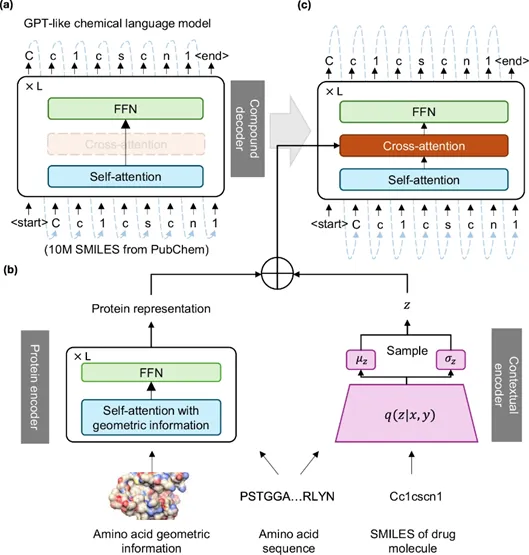 (a)
GPT-like chemical language model
C c 1 c s c n 1 <end>
× L
FFN
Cross-attention
Self-attention
<start> C c 1 c s c n 1
(10M SMILES from PubChem)
Compound
decoder
(c)
C c 1 c s c n 1 <end>
× L
FFN
Cross-attention
Self-attention
<start> C c 1 c s c n 1
(b)
Protein representation
Protein encoder
× L
FFN
Self-attention with
geometric information
z
Sample
μz
σz
q(z|x, y)
Contextual
encoder
PSTGGA…RLYN
Cc1cscn1
Amino acid geometric
information
Amino acid
sequence
SMILES of drug
molecule